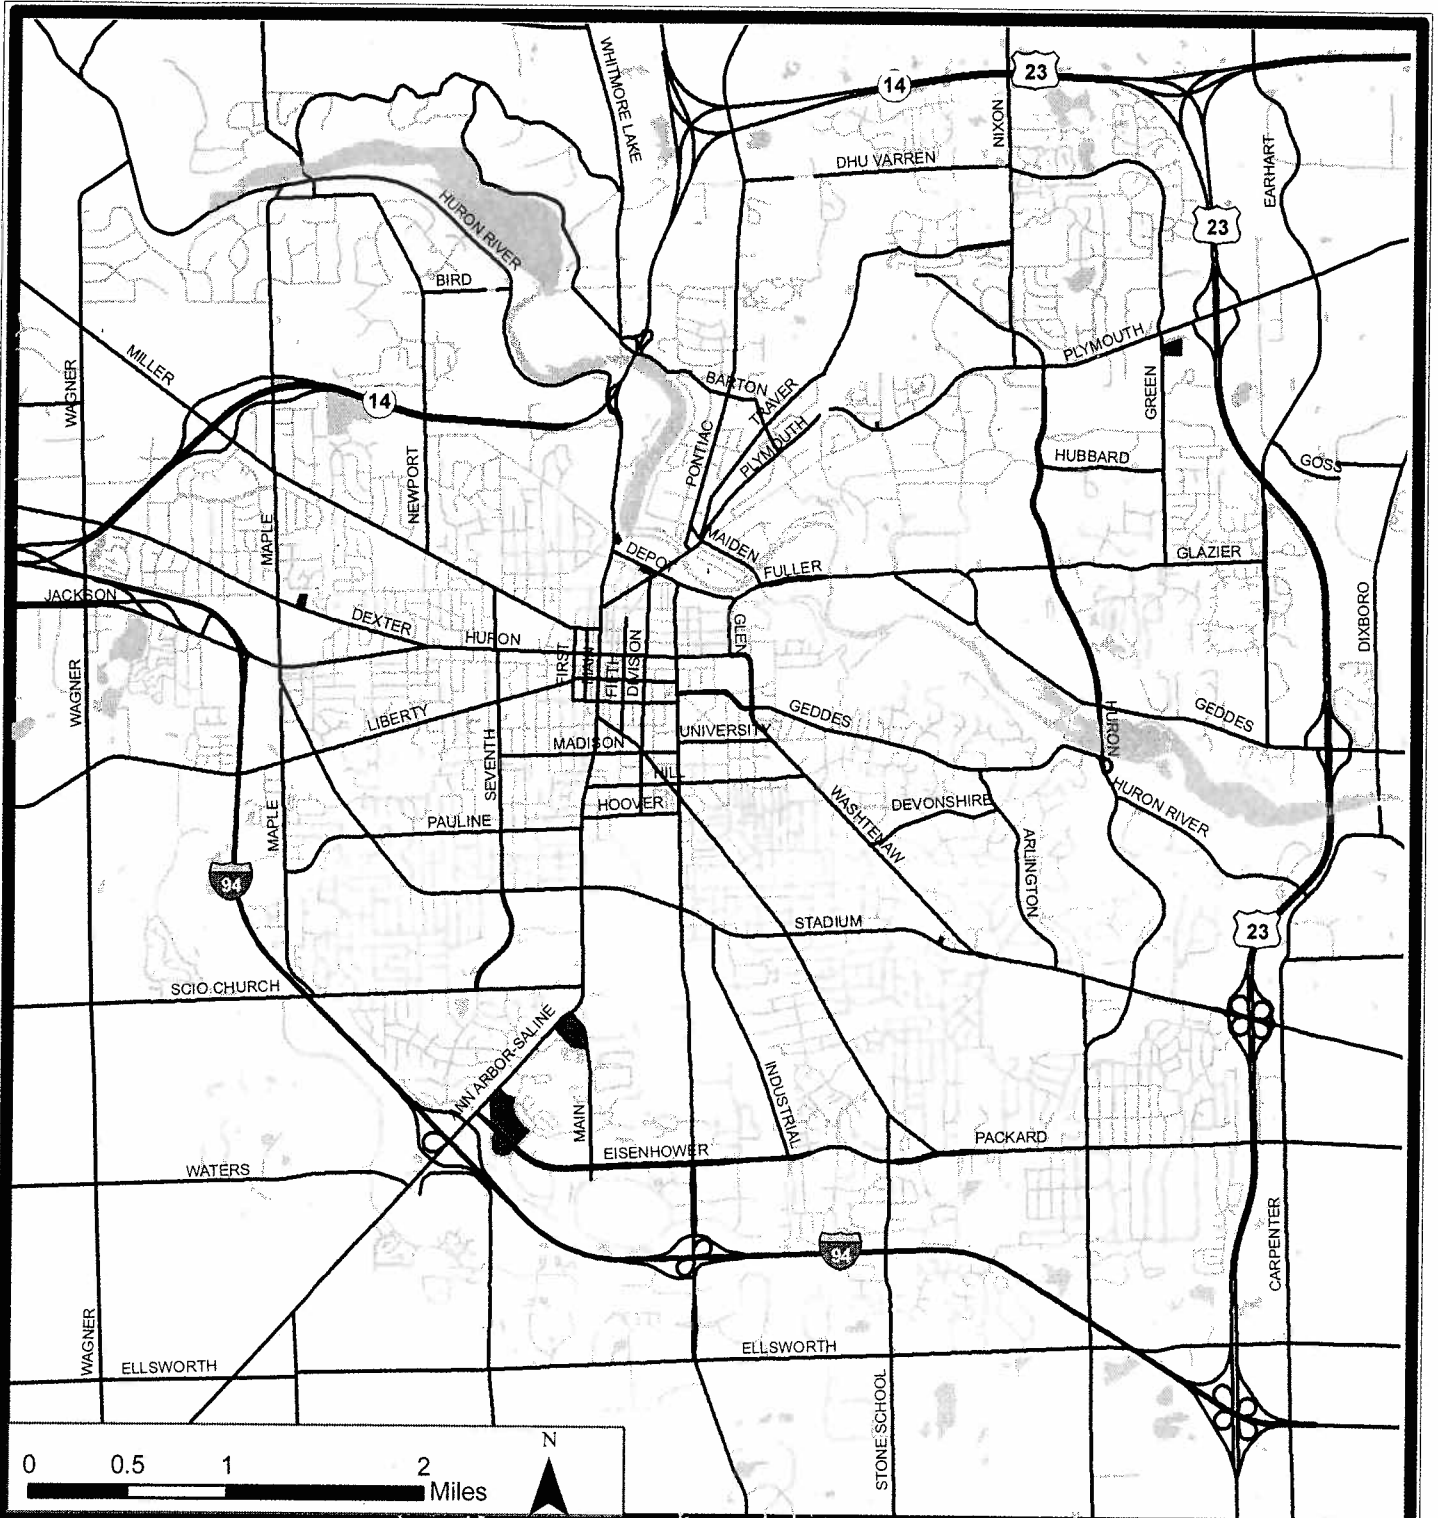 WHITMORE LAKE
14
23
NIXON
DHU VARREN
EARHART
23
HURON RIVER
BIRD
PLYMOUTH
MILLER
WAGNER
14
BARTON
TRAVER
GREEN
PLYMOUTH
PONTIAC
NEWPORT
HUBBARD
GOSS
MAPLE
MAIDEN
DEPOT
FULLER
GLAZIER
JACKSON
DEXTER
HURON
GLEN
DIXBORO
FIRST
MAIN
FIFTH
DIVISION
WAGNER
LIBERTY
GEDDES
GEDDES
HURON
UNIVERSITY
MADISON
SEVENTH
HILL
HOOVER
WASHTENAW
DEVONSHIRE
HURON RIVER
MAPLE
PAULINE
ARLINGTON
94
STADIUM
23
SCIO CHURCH
ANN ARBOR-SALINE
INDUSTRIAL
MAIN
PACKARD
EISENHOWER
WATERS
CARPENTER
94
WAGNER
ELLSWORTH
ELLSWORTH
STONE SCHOOL
N
0 0.5 1 2
Miles